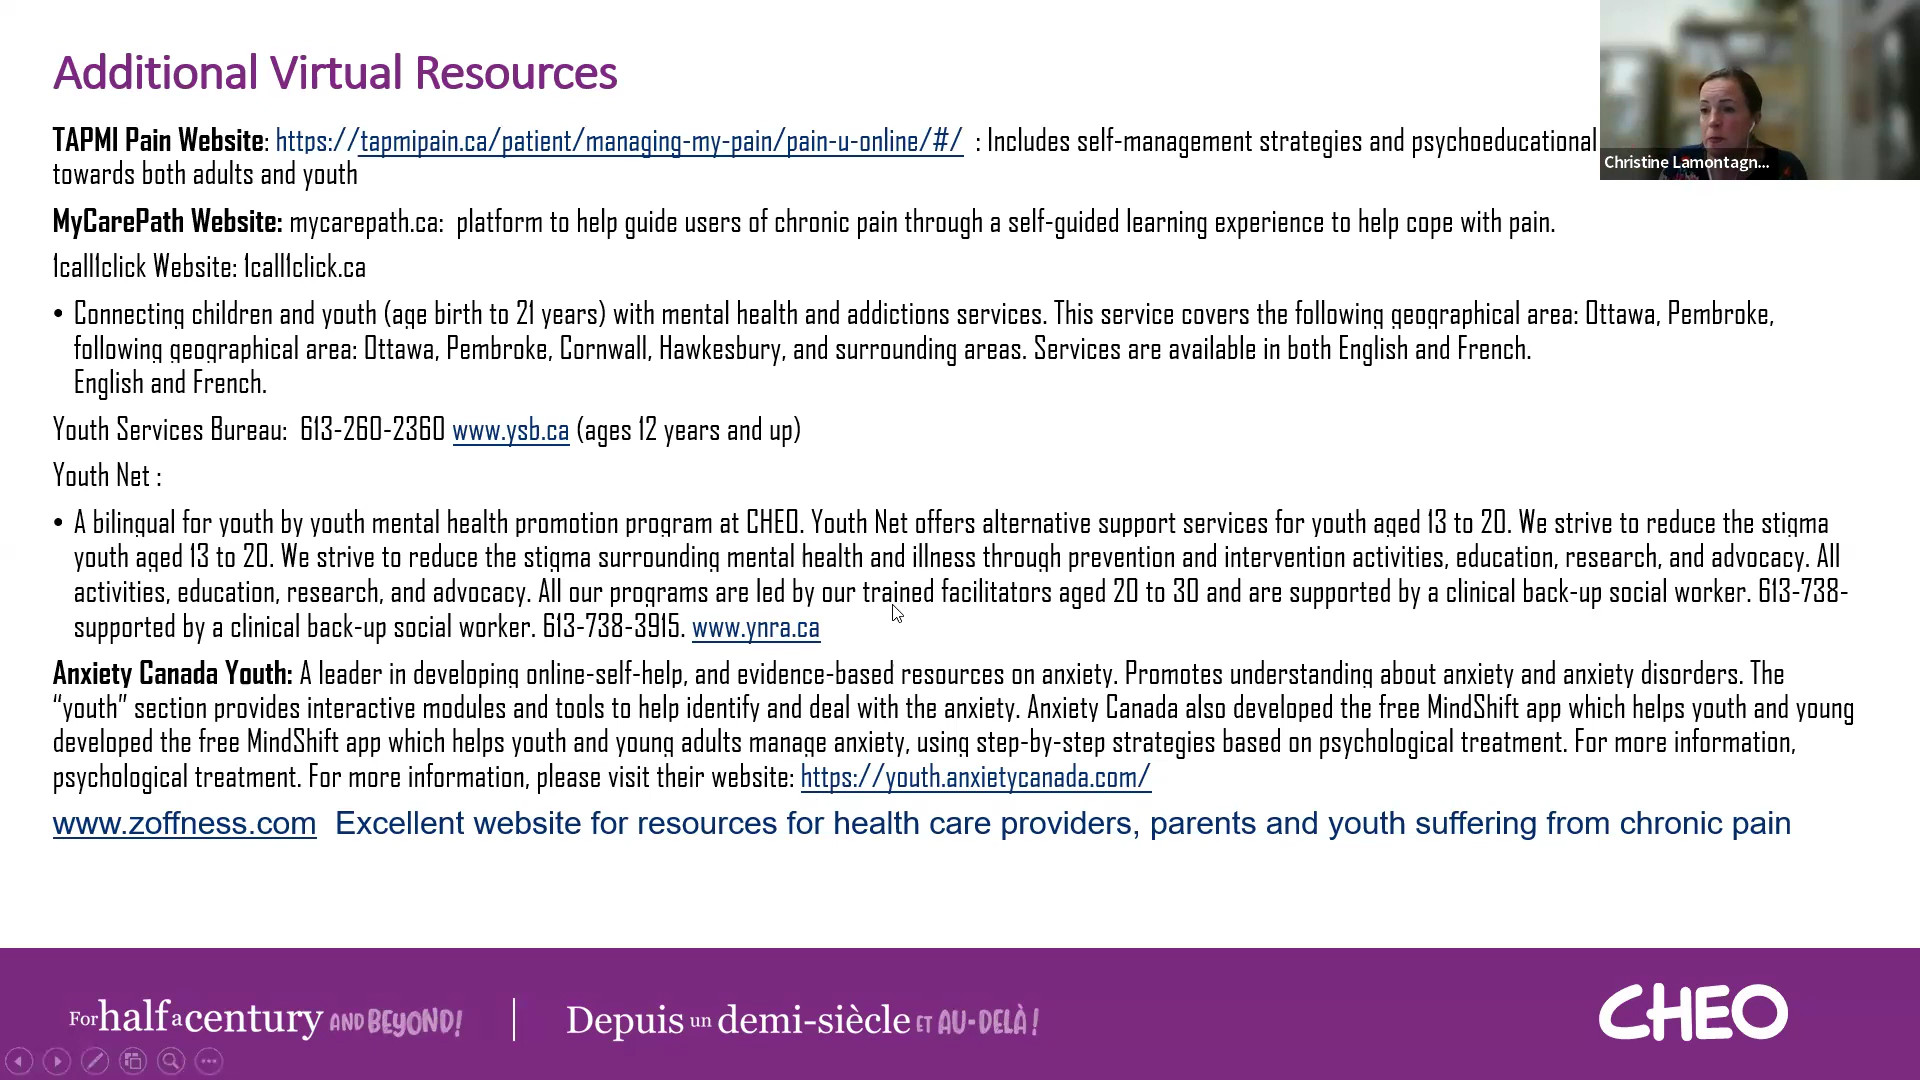 Additional Virtual Resources
TAPMI Pain Website: https://tapmipain.ca/patient/managing-my-pain/pain-u-online/#/ : Includes self-management strategies and psychoeducational
towards both adults and youth
Christine Lamontagn...
MyCarePath Website: mycarepath.ca: platform to help guide users of chronic pain through a self-guided learning experience to help cope with pain.
1call1click Website: 1call1click.ca
• Connecting children and youth (age birth to 21 years) with mental health and addictions services. This service covers the following geographical area: Ottawa, Pembroke,
following geographical area: Ottawa, Pembroke, Cornwall, Hawkesbury, and surrounding areas. Services are available in both English and French.
English and French.
Youth Services Bureau: 613-260-2360 www.ysb.ca (ages 12 years and up)
Youth Net :
• A bilingual for youth by youth mental health promotion program at CHEO. Youth Net offers alternative support services for youth aged 13 to 20. We strive to reduce the stigma
youth aged 13 to 20. We strive to reduce the stigma surrounding mental health and illness through prevention and intervention activities, education, research, and advocacy. All
activities, education, research, and advocacy. All our programs are led by our trained facilitators aged 20 to 30 and are supported by a clinical back-up social worker. 613-738-
supported by a clinical back-up social worker. 613-738-3915. www.ynra.ca
Anxiety Canada Youth: A leader in developing online-self-help, and evidence-based resources on anxiety. Promotes understanding about anxiety and anxiety disorders. The
“youth” section provides interactive modules and tools to help identify and deal with the anxiety. Anxiety Canada also developed the free MindShift app which helps youth and young
developed the free MindShift app which helps youth and young adults manage anxiety, using step-by-step strategies based on psychological treatment. For more information,
psychological treatment. For more information, please visit their website: https://youth.anxietycanada.com/
www.zoffness.com Excellent website for resources for health care providers, parents and youth suffering from chronic pain
For half a century AND BEYOND!
Depuis un demi-siècle ET AU-DELÀ!
CHEO